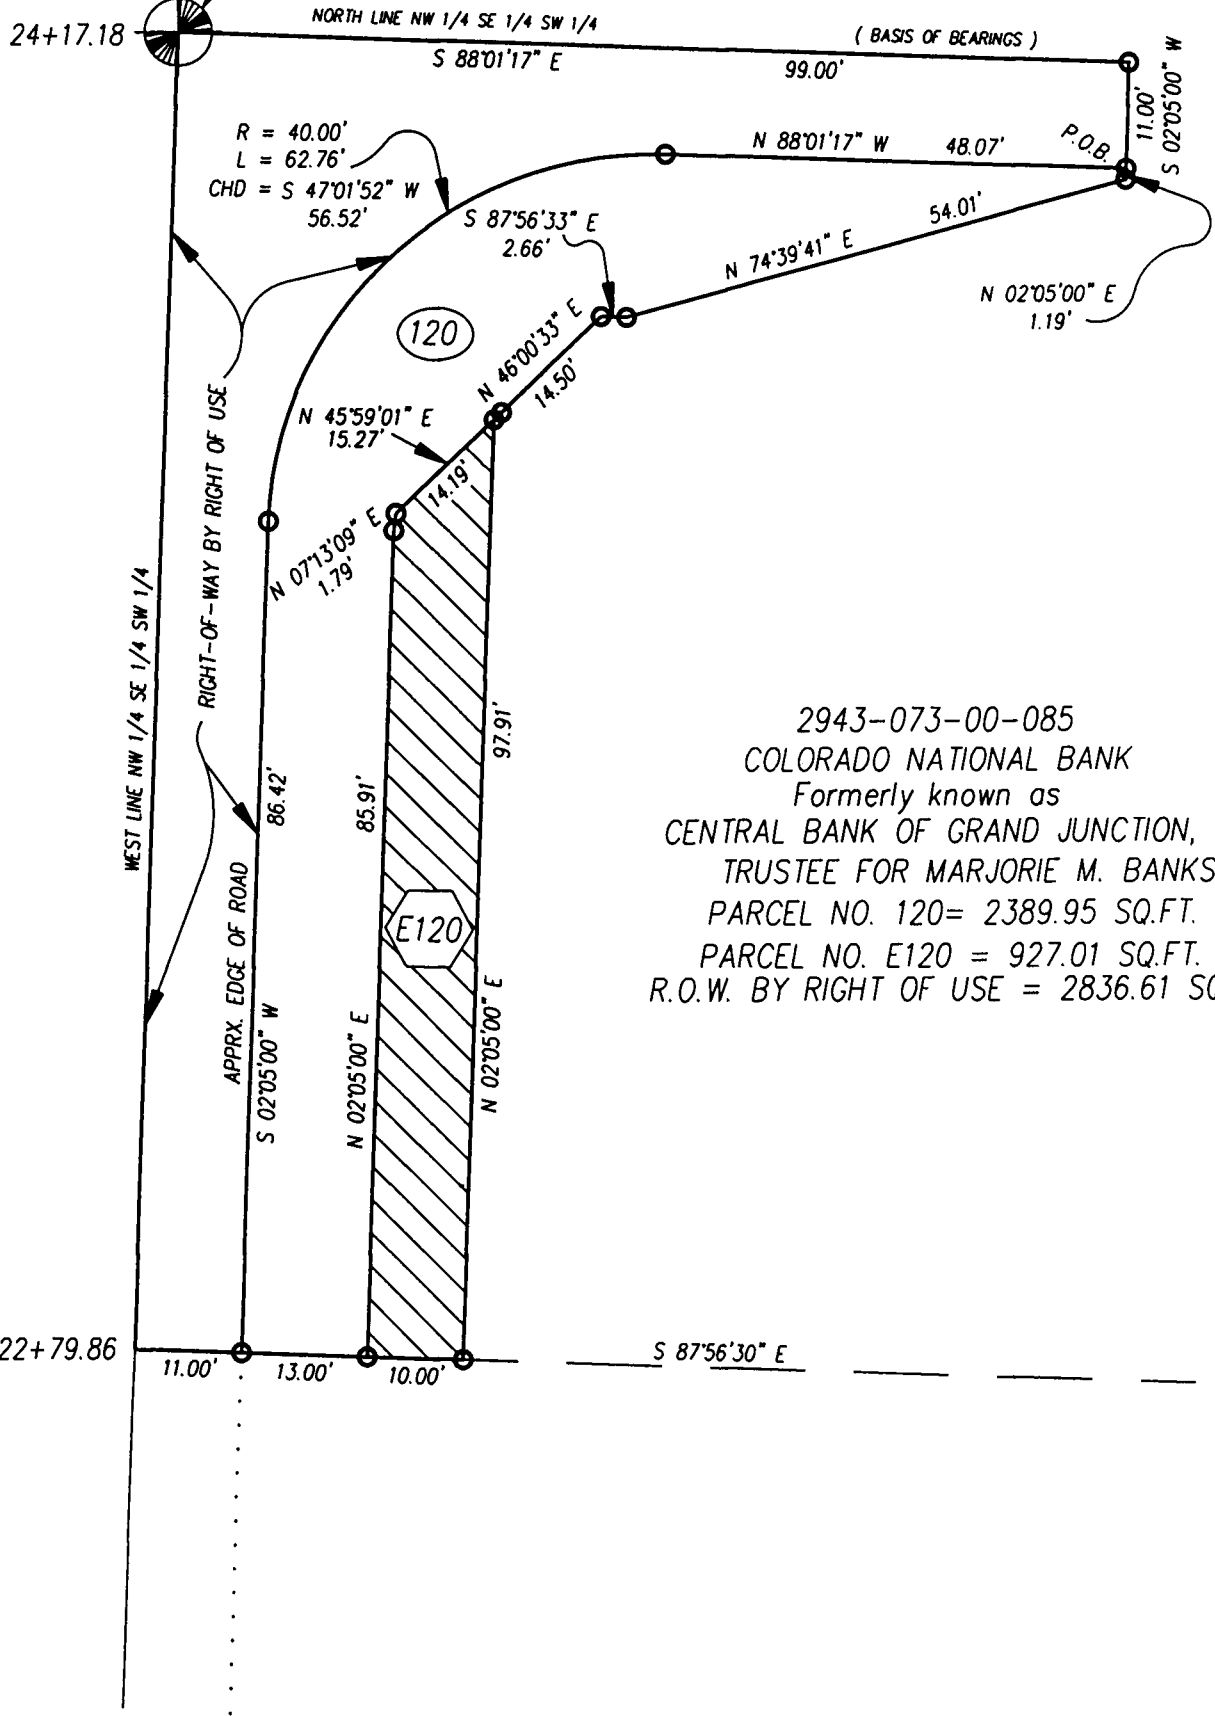 24+17.18
NORTH LINE NW 1/4 SE 1/4 SW 1/4
( BASIS OF BEARINGS )
S 88°01'17" E
99.00'
11.00'
S 02°05'00" W
R = 40.00'
L = 62.76'
CHD = S 47°01'52" W
56.52'
N 88°01'17" W
48.07'
P.O.B.
S 87°56'33" E
2.66'
54.01'
N 74°39'41" E
N 02°05'00" E
1.19'
120
N 46°00'33" E
14.50'
N 45°59'01" E
15.27'
14.19'
N 07°13'09" E
1.79'
RIGHT-OF-WAY BY RIGHT OF USE
WEST LINE NW 1/4 SE 1/4 SW 1/4
86.42'
85.91'
97.91'
2943-073-00-085
COLORADO NATIONAL BANK
Formerly known as
CENTRAL BANK OF GRAND JUNCTION,
TRUSTEE FOR MARJORIE M. BANKS
PARCEL NO. 120= 2389.95 SQ.FT.
PARCEL NO. E120 = 927.01 SQ.FT.
R.O.W. BY RIGHT OF USE = 2836.61 SQ
E120
APPRX. EDGE OF ROAD
S 02°05'00" W
N 02°05'00" E
N 02°05'00" E
22+79.86
11.00'
13.00'
10.00'
S 87°56'30" E